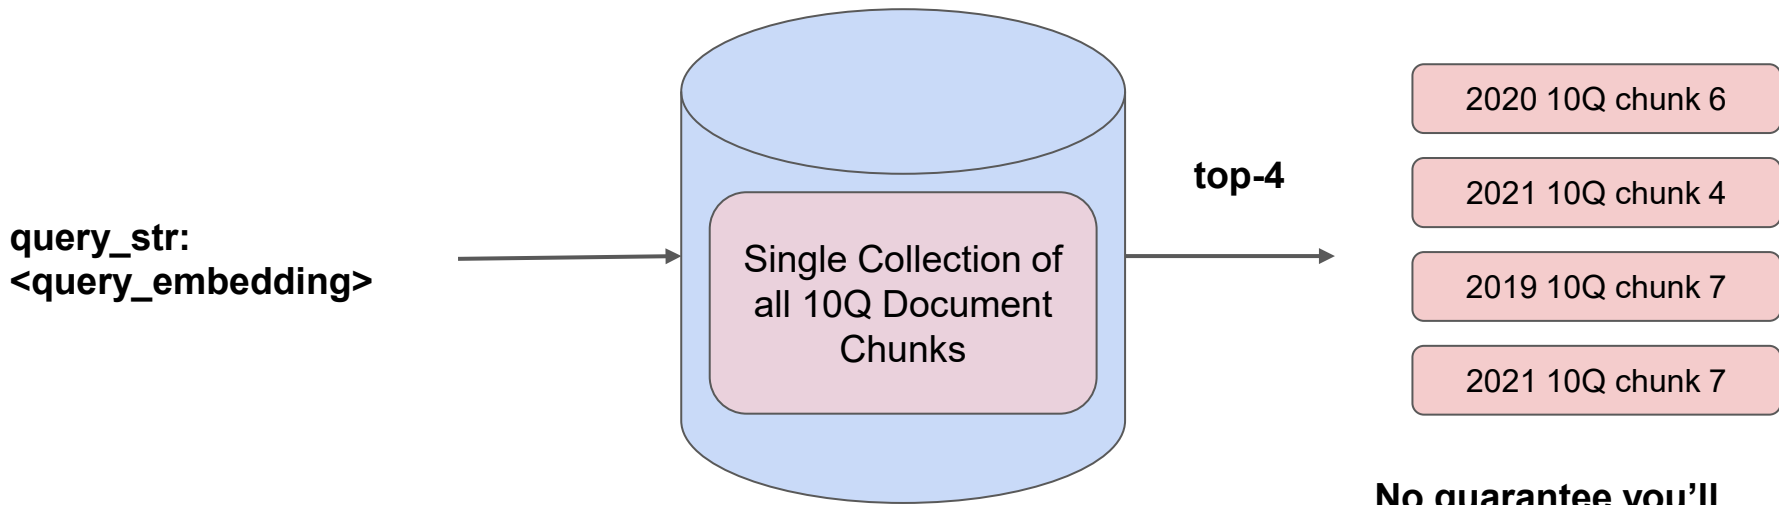 query_str:
<query_embedding>
Single Collection of
all 10Q Document
Chunks
top-4
2020 10Q chunk 6
2021 10Q chunk 4
2019 10Q chunk 7
2021 10Q chunk 7
No guarantee you’ll